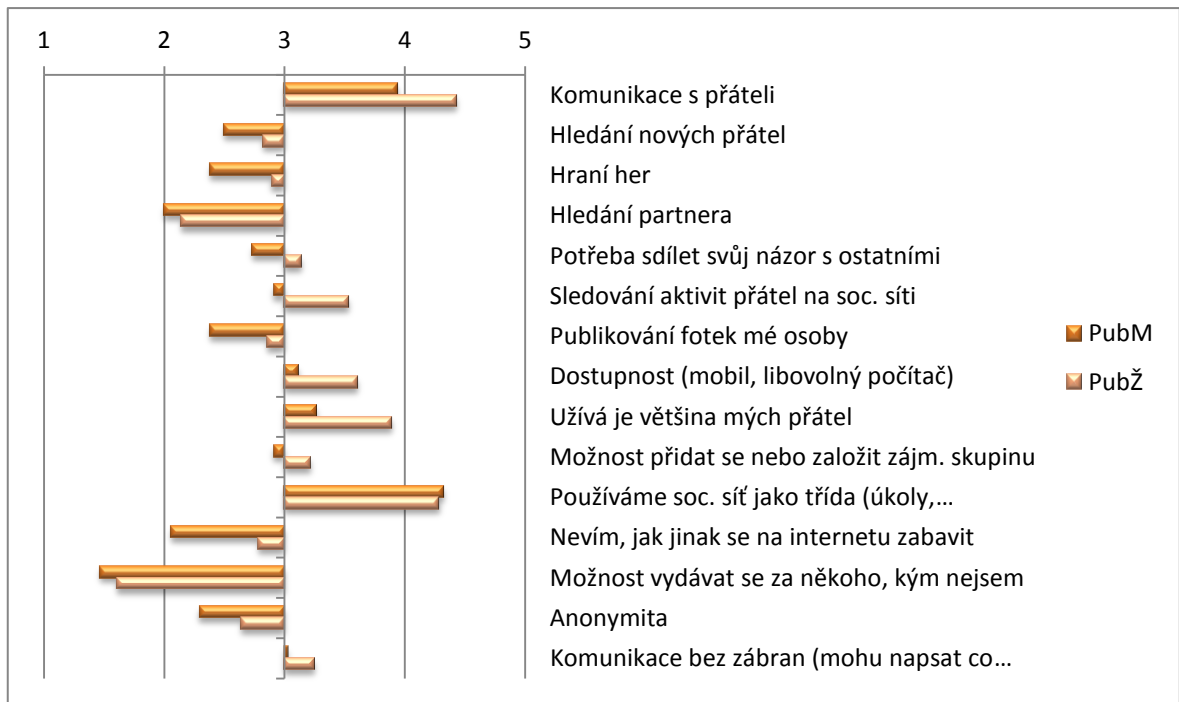 1 2 3 4 5
Komunikace s přáteli
Hledání nových přátel
Hraní her
Hledání partnera
Potřeba sdílet svůj názor s ostatními
Sledování aktivit přátel na soc. síti
Publikování fotek mé osoby
Dostupnost (mobil, libovolný počítač)
Užívá je většina mých přátel
Možnost přidat se nebo založit zájm. skupinu
Používáme soc. síť jako třída (úkoly,...
Nevím, jak jinak se na internetu zabavit
Možnost vydávat se za někoho, kým nejsem
Anonymita
Komunikace bez zábran (mohu napsat co...
PubM
PubŽ